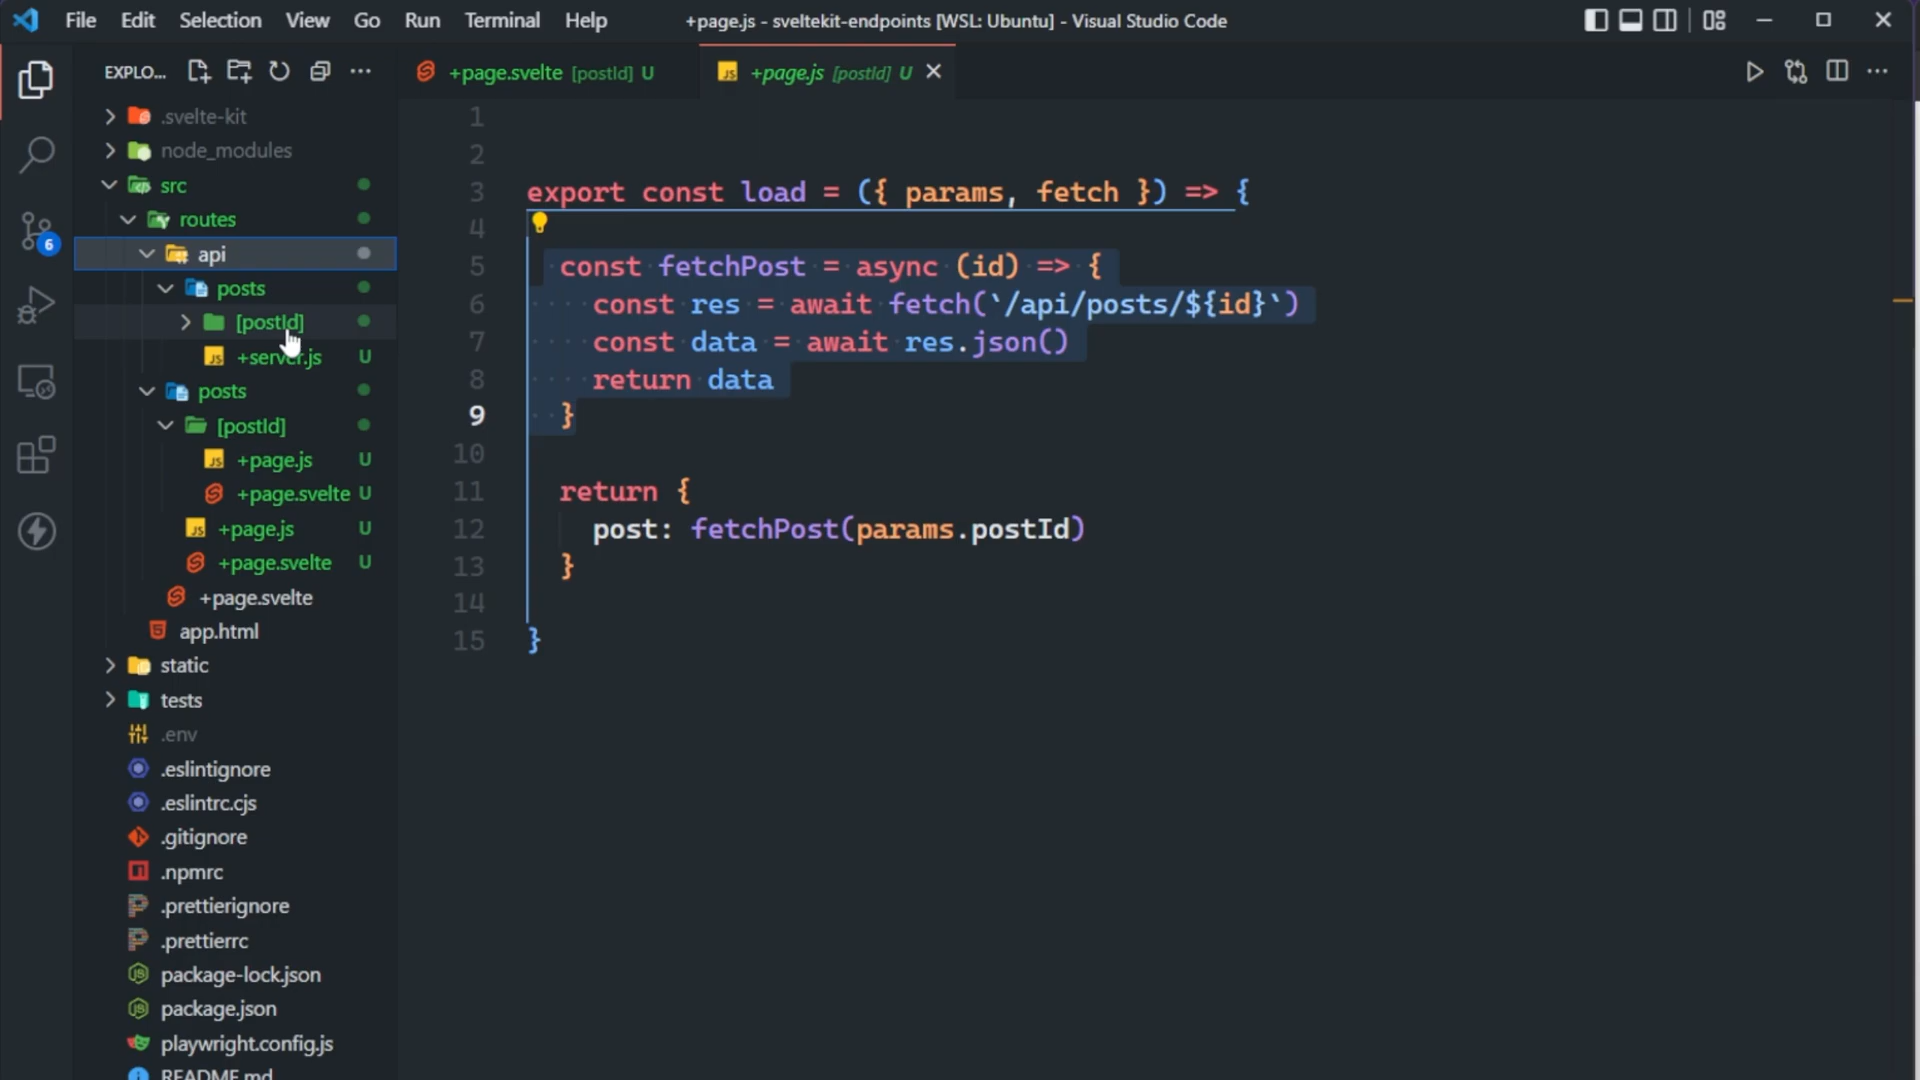 File Edit Selection View Go Run Terminal Help
+page.js - sveltekit-endpoints [WSL: Ubuntu] - Visual Studio Code
EXPLO...
+page.svelte [postId] U
+page.js [postId] U
6
.svelte-kit
node_modules
src
routes
api
posts
[postId]
+server.js U
posts
[postId]
+page.js U
+page.svelte U
+page.js U
+page.svelte U
+page.svelte
app.html
static
tests
.env
.eslintignore
.eslintrc.cjs
.gitignore
.npmrc
.prettierignore
.prettierrc
package-lock.json
package.json
playwright.config.js
README.md
1
2
3 export const load = ({ params, fetch }) => {
4
5 const fetchPost = async (id) => {
6 const res = await fetch(`/api/posts/${id}`)
7 const data = await res.json()
8 return data
9 }
10
11 return {
12 post: fetchPost(params.postId)
13 }
14
15 }